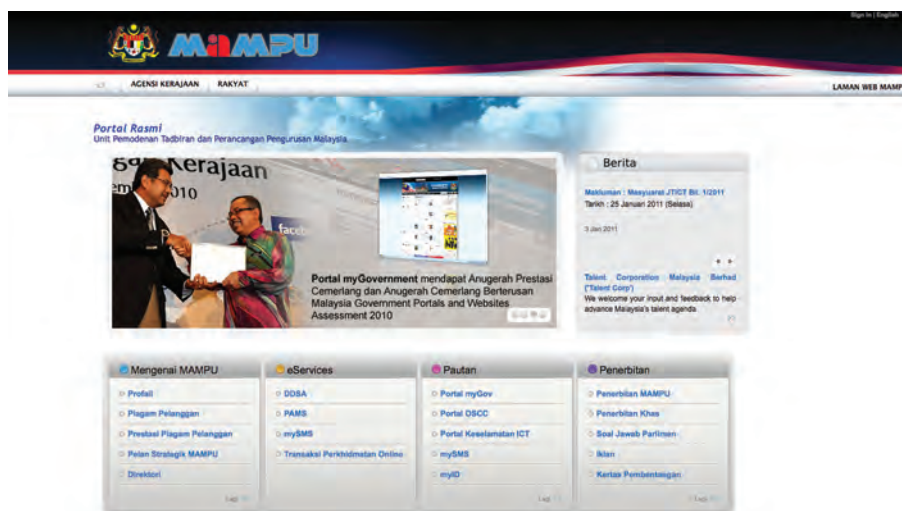 Sign In | English
MAMPU
AGENSI KERAJAAN RAKYAT
LAMAN WEB MAMP
Portal Rasmi
Unit Pemodenan Tadbiran dan Perancangan Pengurusan Malaysia
Kerajaan
2010
faceb
Portal myGovernment mendapat Anugerah Prestasi
Cemerlang dan Anugerah Cemerlang Berterusan
Malaysia Government Portals and Websites
Assessment 2010
Berita
Makluman : Mesyuarat JTICT Bil. 1/2011
Tarikh : 25 Januari 2011 (Selasa)
3 Jan 2011
Talent Corporation Malaysia Berhad
('Talent Corp')
We welcome your input and feedback to help
advance Malaysia's talent agenda
Mengenai MAMPU
Profail
Piagam Pelanggan
Prestasi Piagam Pelanggan
Pelan Strategik MAMPU
Direktori
Lagi
eServices
DDSA
PAMS
mySMS
Transaksi Perkhidmatan Online
Pautan
Portal myGov
Portal OSCC
Portal Keselamatan ICT
mySMS
myID
Lagi
Penerbitan
Penerbitan MAMPU
Penerbitan Khas
Soal Jawab Parlimen
Iklan
Kertas Pembentangan
Lagi